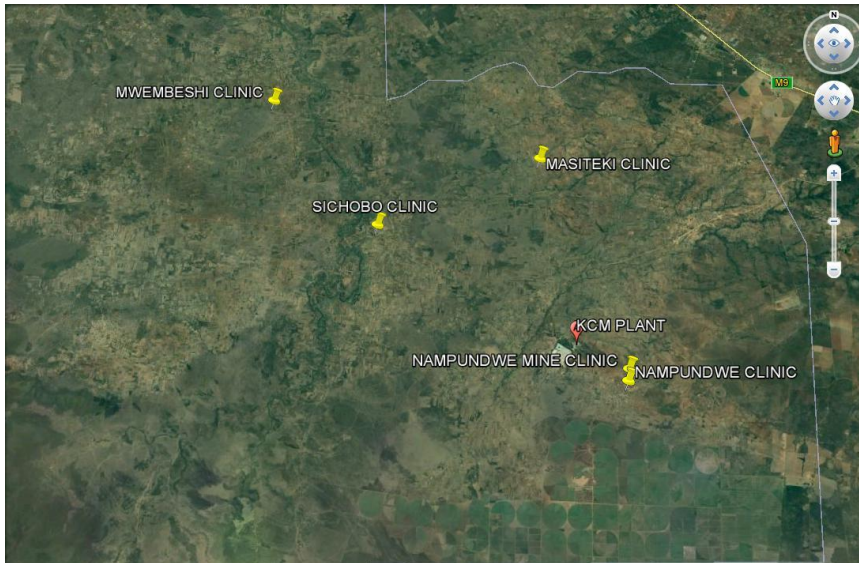 N
M9
MWEMBESHI CLINIC
MASITEKI CLINIC
SICHOBO CLINIC
KCM PLANT
NAMPUNDWE MINE CLINIC
NAMPUNDWE CLINIC